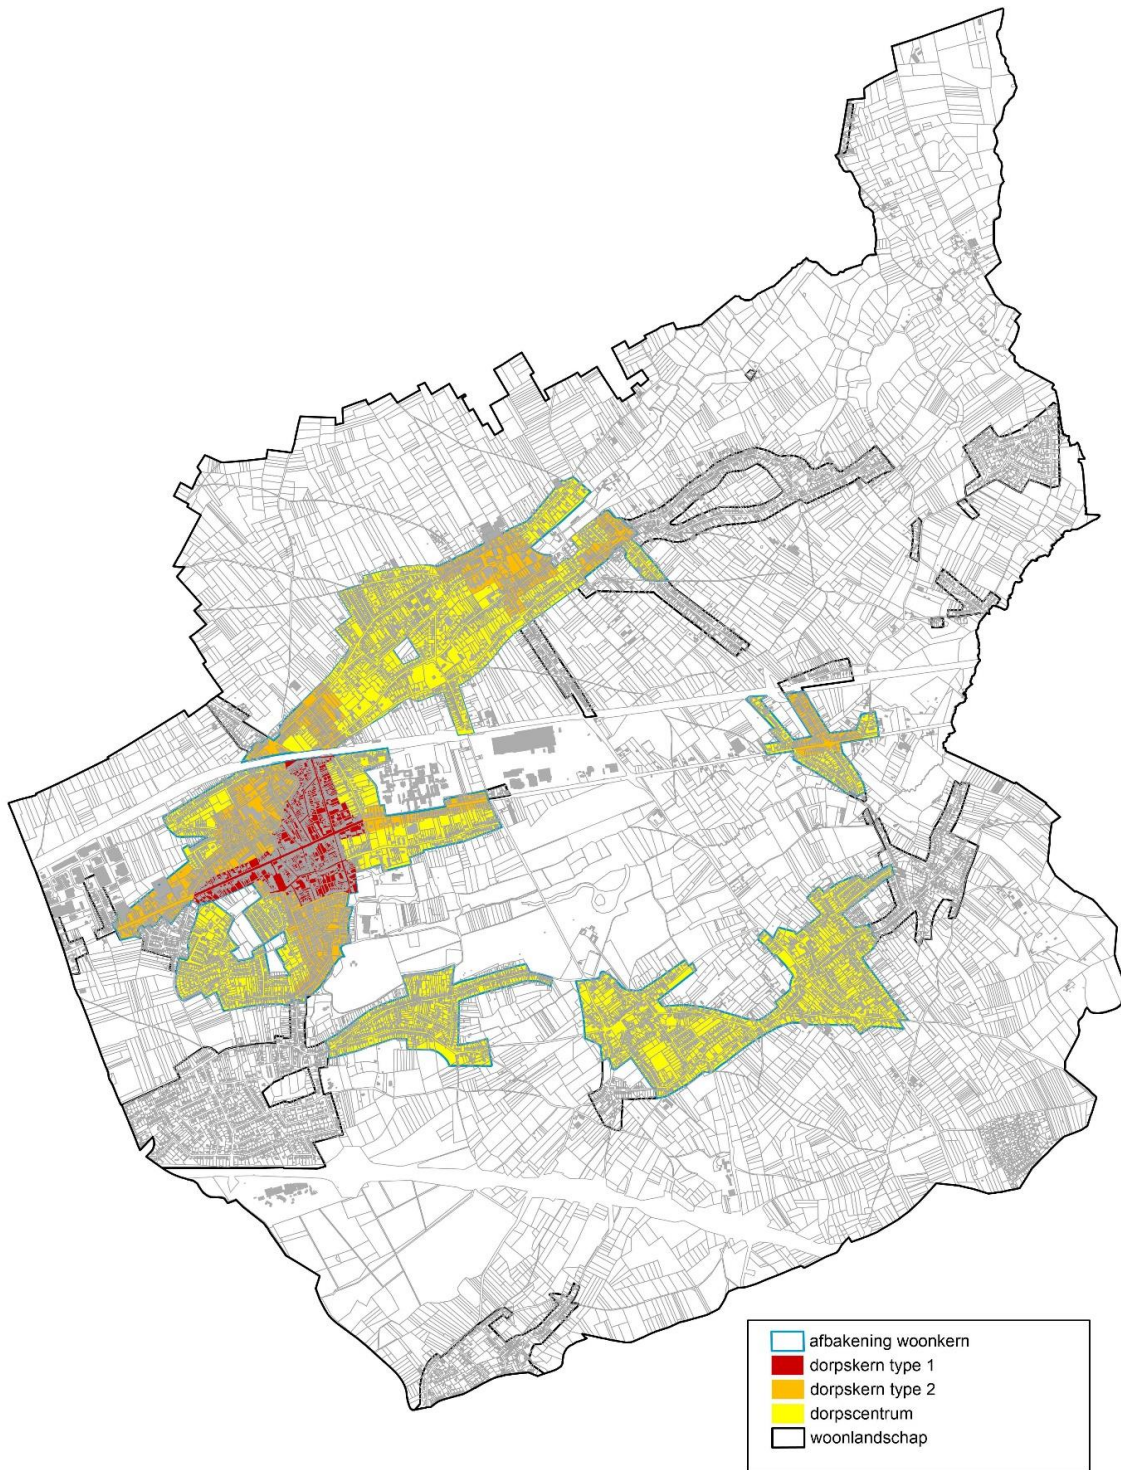 afbakening woonkern
dorpskern type 1
dorpskern type 2
dorpscentrum
woonlandschap